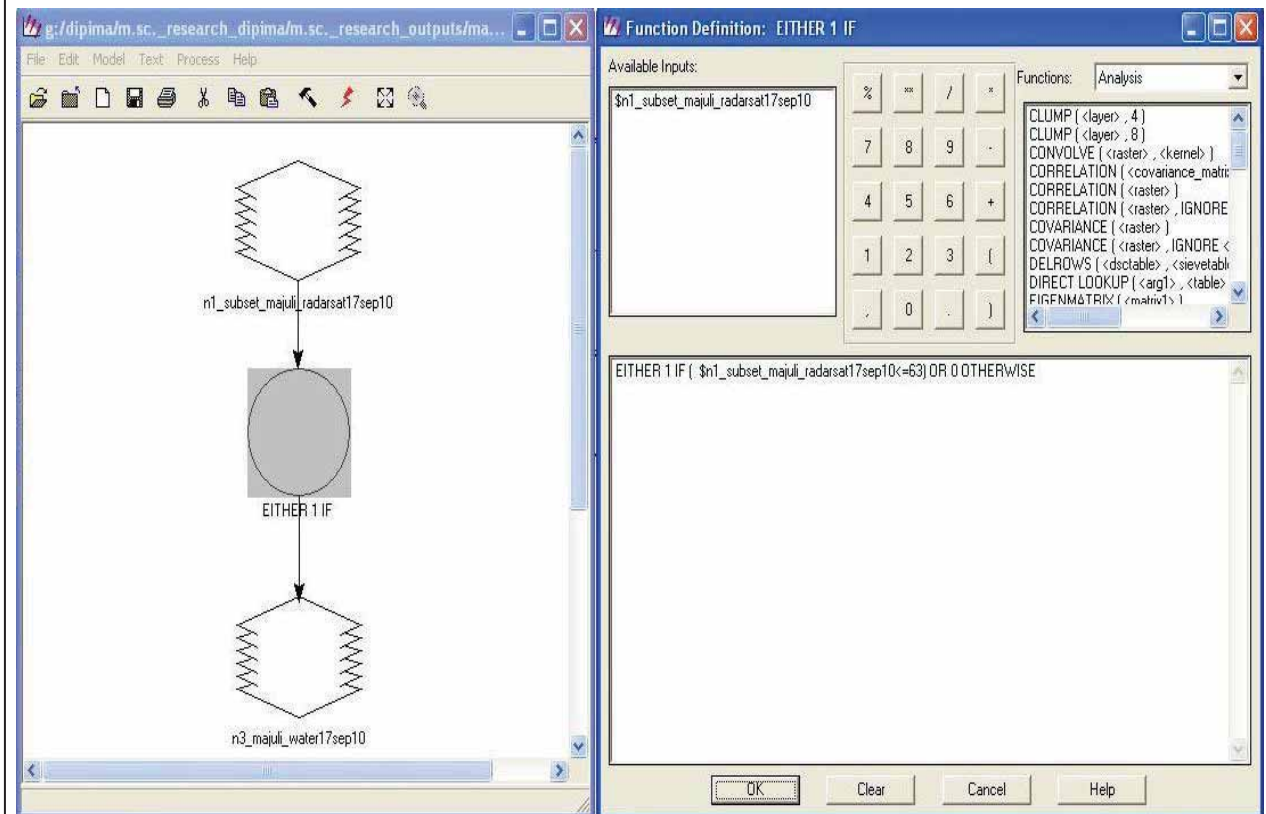 g:/dipima/m.sc._research_dipima/m.sc._research_outputs/ma...
File Edit Model Text Process Help
n1_subset_majuli_radarsat17sep10
EITHER 1 IF
n3_majuli_water17sep10
Function Definition: EITHER 1 IF
Available Inputs:
$n1_subset_majuli_radarsat17sep10
% ** / *
7 8 9 -
4 5 6 +
1 2 3 (
, 0 . )
Functions: Analysis
CLUMP ( <layer> , 4 )
CLUMP ( <layer> , 8 )
CONVOLVE ( <raster> , <kernel> )
CORRELATION ( <covariance_matrix
CORRELATION ( <raster> )
CORRELATION ( <raster> , IGNORE
COVARIANCE ( <raster> )
COVARIANCE ( <raster> , IGNORE <
DELROWS ( <dsctable> , <sievetabl
DIRECT LOOKUP ( <arg1> , <table>
EIGENMATRIX ( <matrix1> )
EITHER 1 IF ( $n1_subset_majuli_radarsat17sep10<=63) OR 0 OTHERWISE
OK Clear Cancel Help